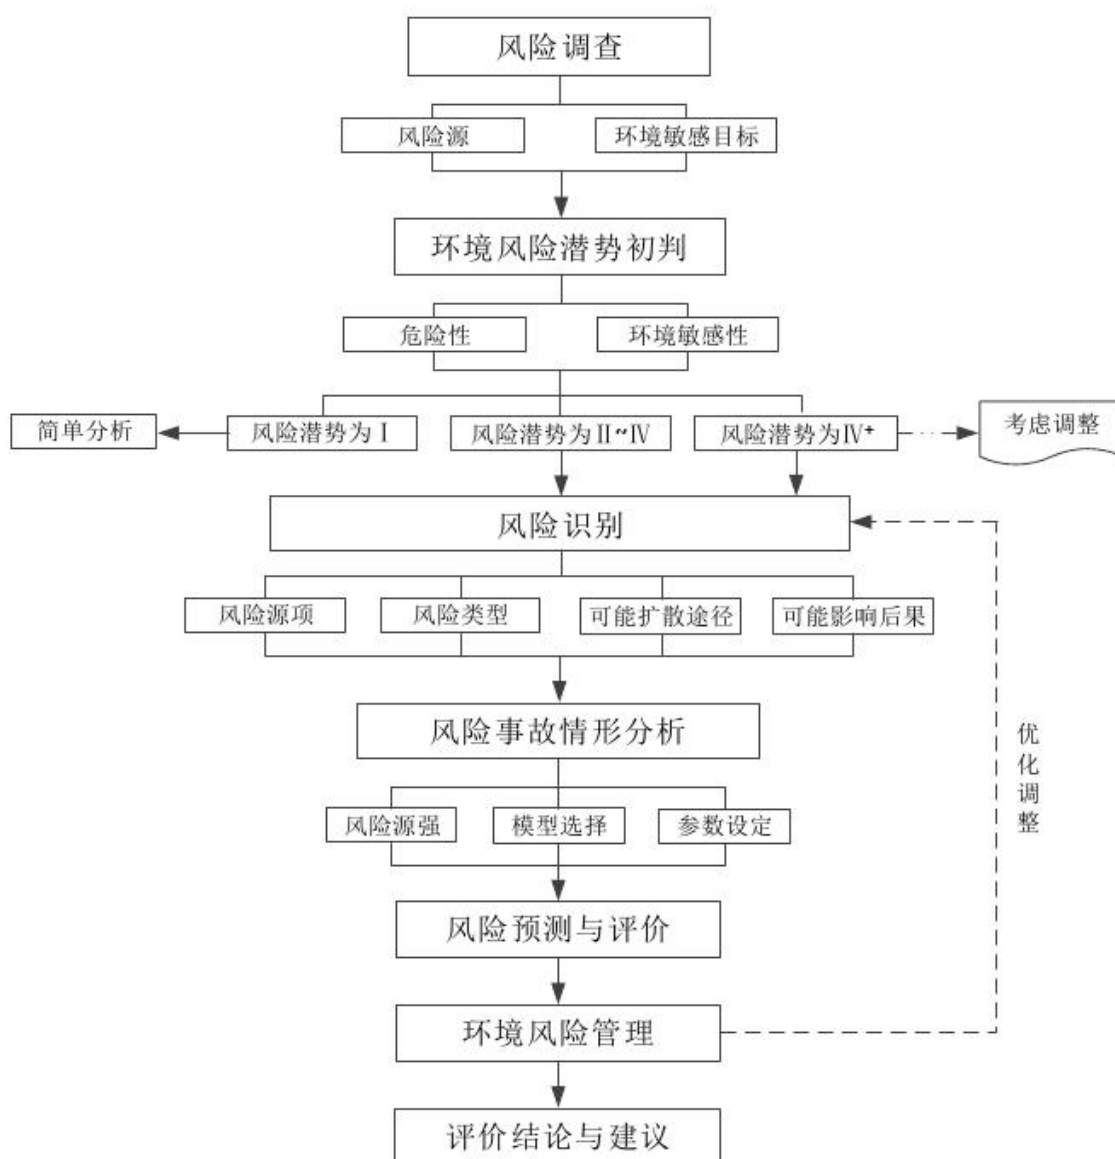 风险调查
风险源
环境敏感目标
环境风险潜势初判
危险性
环境敏感性
简单分析
风险潜势为Ⅰ
风险潜势为Ⅱ~Ⅳ
风险潜势为Ⅳ⁺
考虑调整
风险识别
风险源项
风险类型
可能扩散途径
可能影响后果
风险事故情形分析
优化调整
风险源强
模型选择
参数设定
风险预测与评价
环境风险管理
评价结论与建议